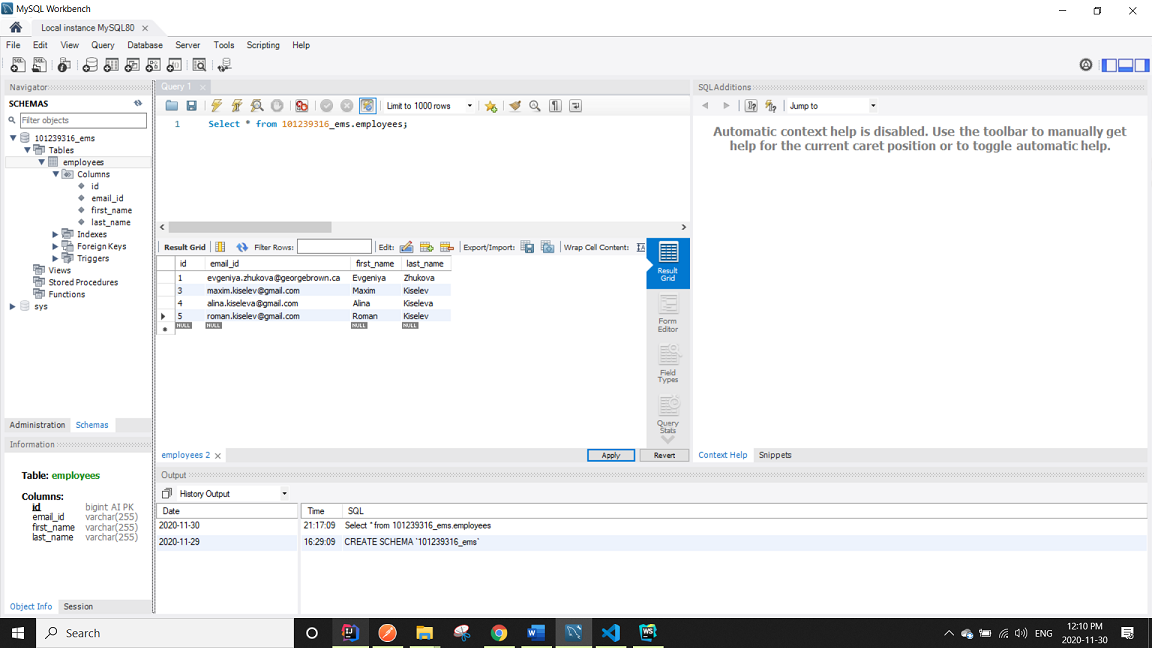 MySQL Workbench
Local instance MySQL80
File Edit View Query Database Server Tools Scripting Help
Navigator
SCHEMAS
Filter objects
101239316_ems
Tables
employees
Columns
id
email_id
first_name
last_name
Indexes
Foreign Keys
Triggers
Views
Stored Procedures
Functions
sys
Administration Schemas
Information
Table: employees
Columns:
id bigint AI PK
email_id varchar(255)
first_name varchar(255)
last_name varchar(255)
Object Info Session
Query 1
Limit to 1000 rows
1 Select * from 101239316_ems.employees;
Result Grid Filter Rows: Edit: Export/Import: Wrap Cell Content: IA
id email_id first_name last_name
1 evgeniya.zhukova@georgebrown.ca Evgeniya Zhukova
3 maxim.kiselev@gmail.com Maxim Kiselev
4 alina.kiseleva@gmail.com Alina Kiseleva
5 roman.kiselev@gmail.com Roman Kiselev
NULL NULL NULL NULL
Result
Grid
Form
Editor
Field
Types
Query
Stats
employees 2 Apply Revert
SQLAdditions
Jump to
Automatic context help is disabled. Use the toolbar to manually get
help for the current caret position or to toggle automatic help.
Context Help Snippets
Output
History Output
Date Time SQL
2020-11-30 21:17:09 Select * from 101239316_ems.employees
2020-11-29 16:29:09 CREATE SCHEMA `101239316_ems`
Search
ENG
12:10 PM
2020-11-30